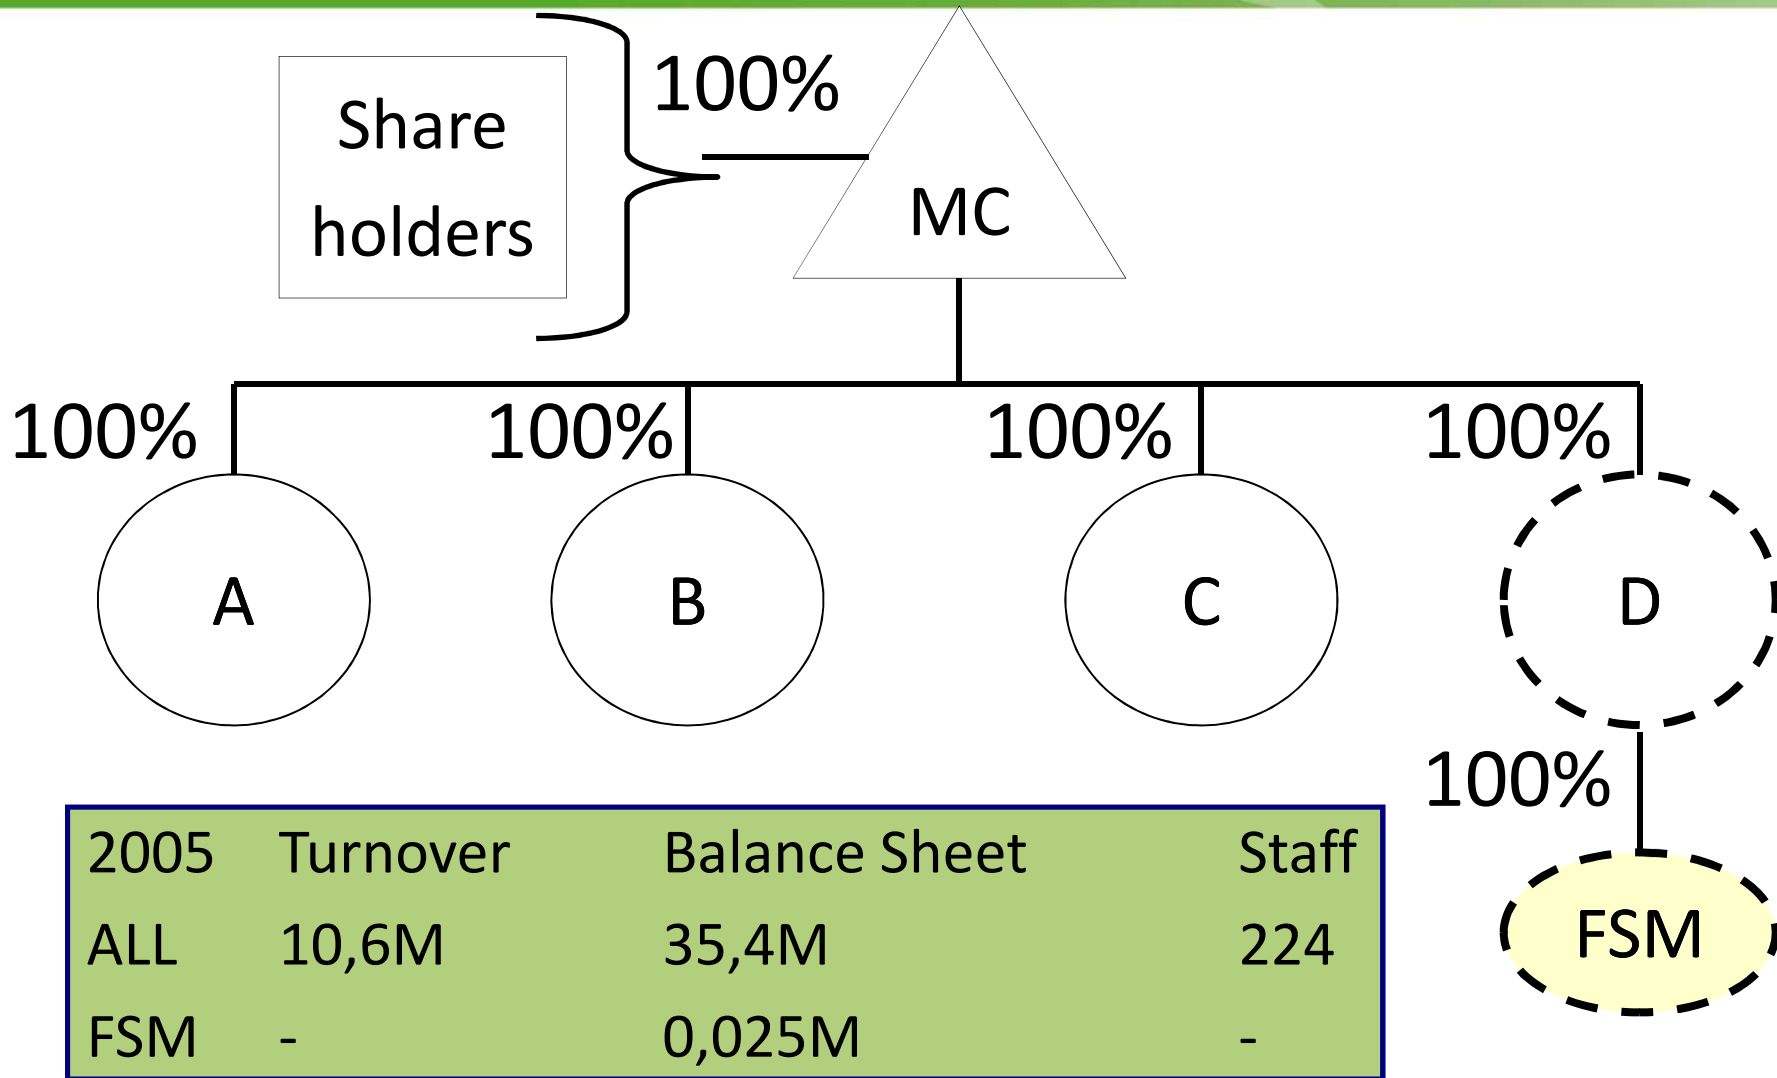 Share
holders
100%
MC
100%
100%
100%
100%
A
B
C
D
100%
FSM
2005 Turnover Balance Sheet Staff
ALL 10,6M 35,4M 224
FSM - 0,025M -